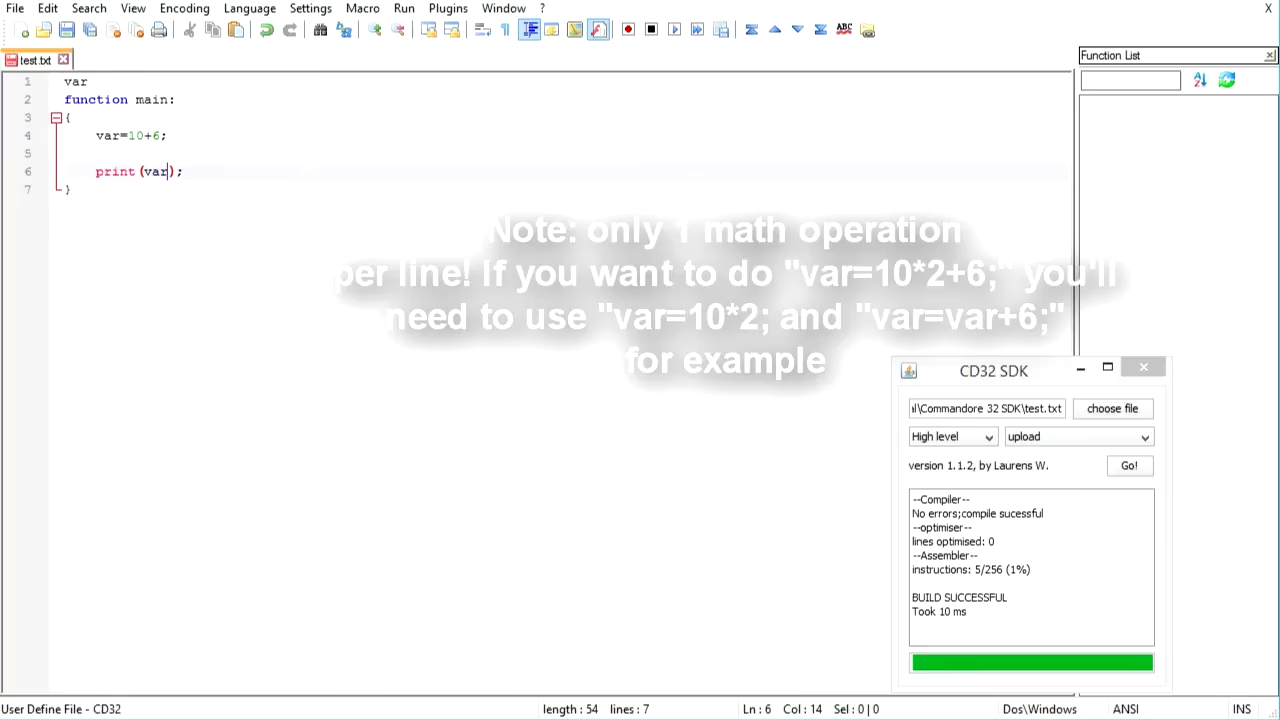 File Edit Search View Encoding Language Settings Macro Run Plugins Window ? X
ABC
test.txt
Function List
1 var
2 function main:
3 {
4 var=10+6;
5
6 print(var);
7 }
Note: only 1 math operation
per line! If you want to do "var=10*2+6;" you'll
need to use "var=10*2; and "var=var+6;"
for example
CD32 SDK
\Commandore 32 SDK\test.txt choose file
High level upload
version 1.1.2, by Laurens W. Go!
--Compiler--
No errors;compile sucessful
--optimiser--
lines optimised: 0
--Assembler--
instructions: 5/256 (1%)
BUILD SUCCESSFUL
Took 10 ms
User Define File - CD32 length : 54 lines : 7 Ln : 6 Col : 14 Sel : 0 | 0 Dos\Windows ANSI INS